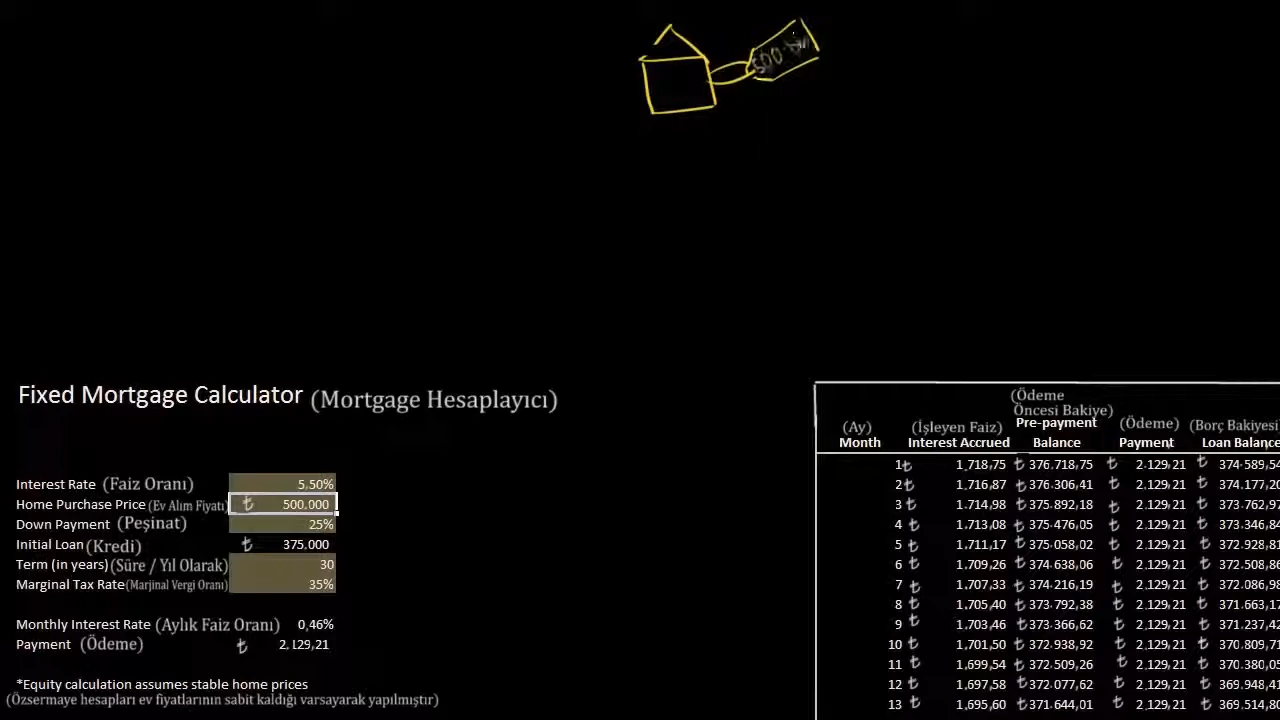 500.bin
Fixed Mortgage Calculator (Mortgage Hesaplayıcı)
Interest Rate (Faiz Oranı) 5,50%
Home Purchase Price (Ev Alım Fiyatı) ₺ 500,000
Down Payment (Peşinat) 25%
Initial Loan (Kredi) ₺ 375,000
Term (in years) (Süre / Yıl Olarak) 30
Marginal Tax Rate (Marjinal Vergi Oranı) 35%
Monthly Interest Rate (Aylık Faiz Oranı) 0,46%
Payment (Ödeme) ₺ 2,129,21
*Equity calculation assumes stable home prices
(Özsermaye hesapları ev fiyatlarının sabit kaldığı varsayarak yapılmıştır)
(Ödeme
Öncesi Bakiye)
(Ay) (İşleyen Faiz) Pre-payment (Ödeme) (Borç Bakiyesi
Month Interest Accrued Balance Payment Loan Balance
1 ₺ 1,718,75 ₺ 376.718,75 ₺ 2.129,21 ₺ 374.589,54
2 ₺ 1,716,87 ₺ 376.306,41 ₺ 2.129,21 ₺ 374.177,20
3 ₺ 1,714,98 ₺ 375.892,18 ₺ 2.129,21 ₺ 373.762,97
4 ₺ 1,713,08 ₺ 375.476,05 ₺ 2.129,21 ₺ 373.346,84
5 ₺ 1,711,17 ₺ 375.058,02 ₺ 2.129,21 ₺ 372.928,81
6 ₺ 1,709,26 ₺ 374.638,06 ₺ 2.129,21 ₺ 372.508,86
7 ₺ 1,707,33 ₺ 374.216,19 ₺ 2.129,21 ₺ 372.086,98
8 ₺ 1,705,40 ₺ 373.792,38 ₺ 2.129,21 ₺ 371.663,17
9 ₺ 1,703,46 ₺ 373.366,62 ₺ 2.129,21 ₺ 371.237,42
10 ₺ 1,701,50 ₺ 372.938,92 ₺ 2.129,21 ₺ 370.809,71
11 ₺ 1,699,54 ₺ 372.509,26 ₺ 2.129,21 ₺ 370.380,05
12 ₺ 1,697,58 ₺ 372.077,62 ₺ 2.129,21 ₺ 369.948,41
13 ₺ 1,695,60 ₺ 371.644,01 ₺ 2.129,21 ₺ 369.514,80